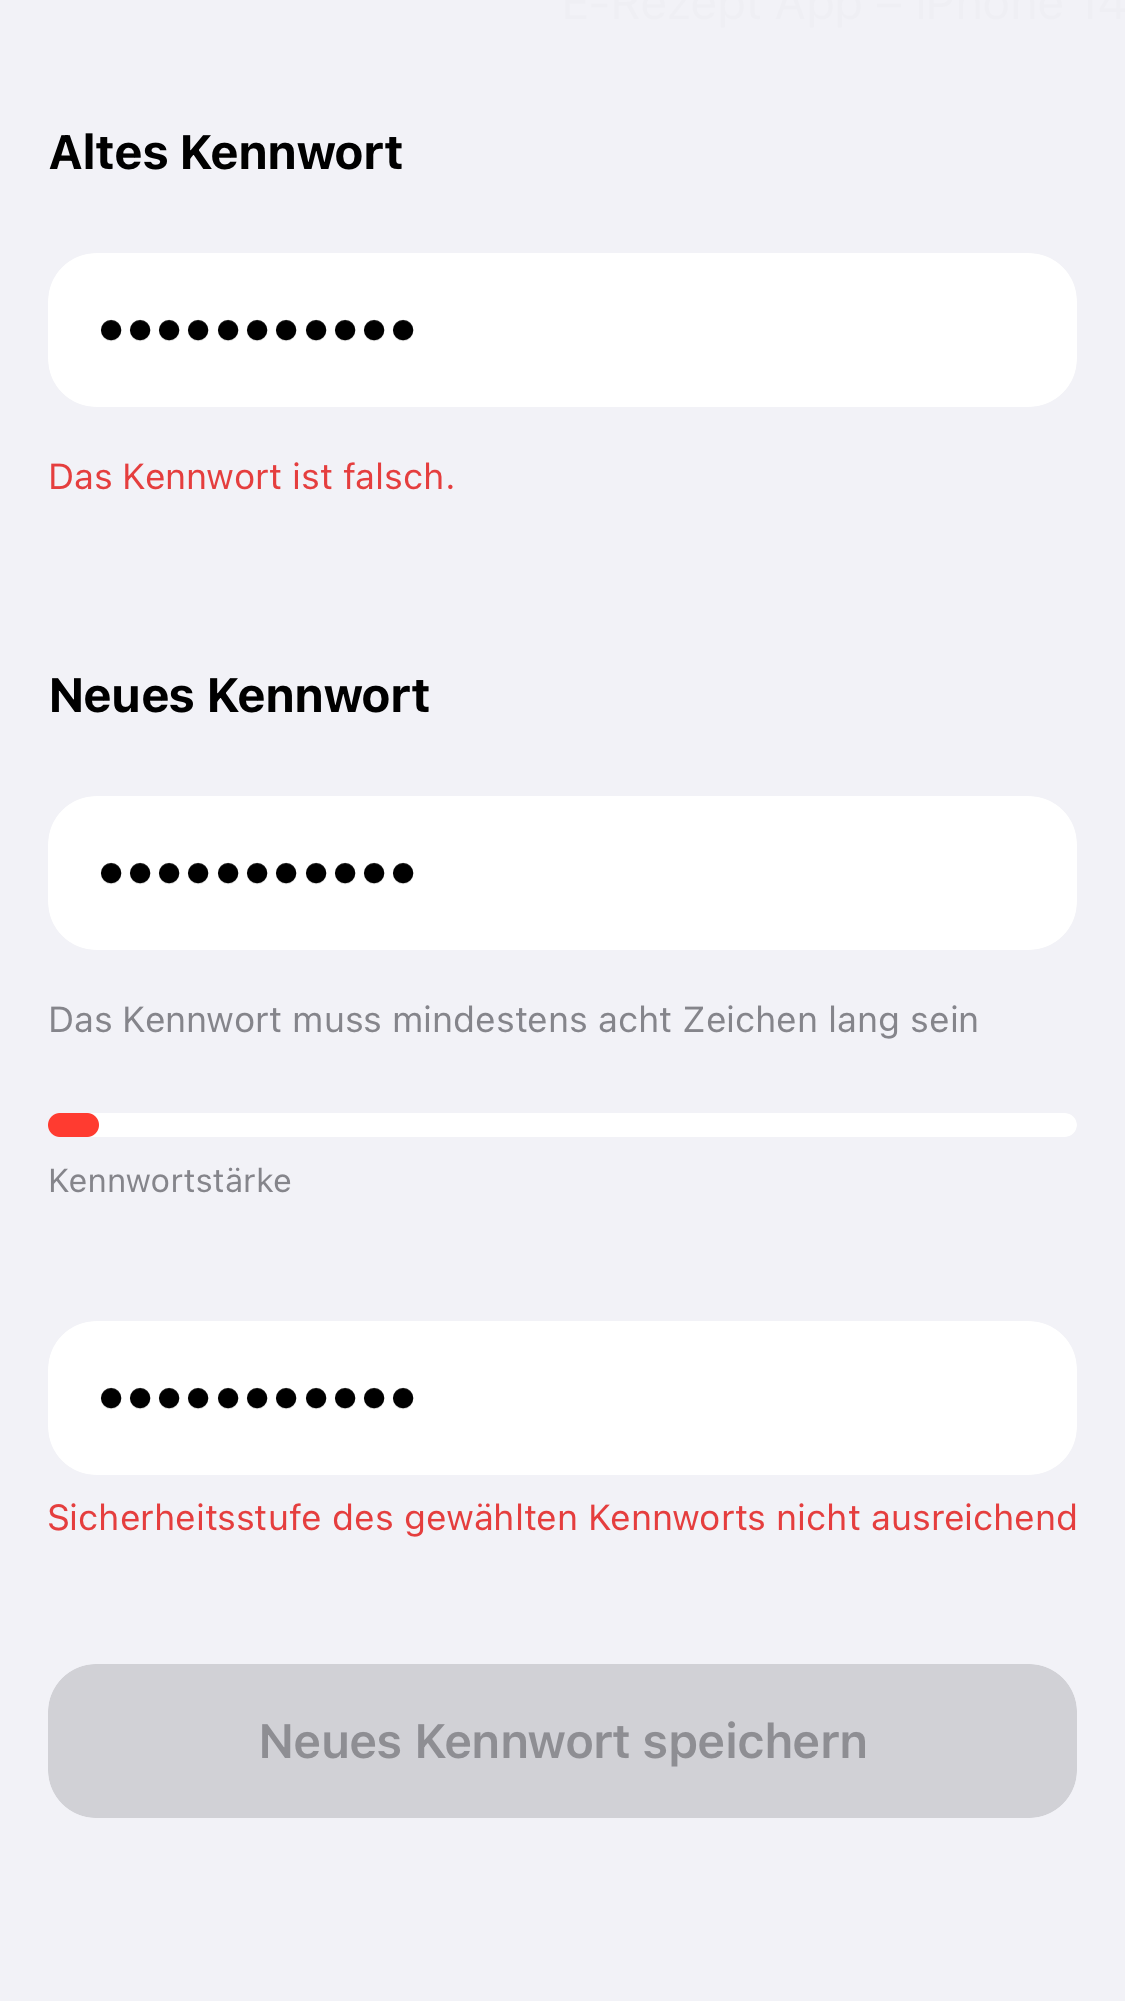 E-Rezept App – iPhone 14
Altes Kennwort
●●●●●●●●●●●
Das Kennwort ist falsch.
Neues Kennwort
●●●●●●●●●●●
Das Kennwort muss mindestens acht Zeichen lang sein
Kennwortstärke
●●●●●●●●●●●
Sicherheitsstufe des gewählten Kennworts nicht ausreichend
Neues Kennwort speichern